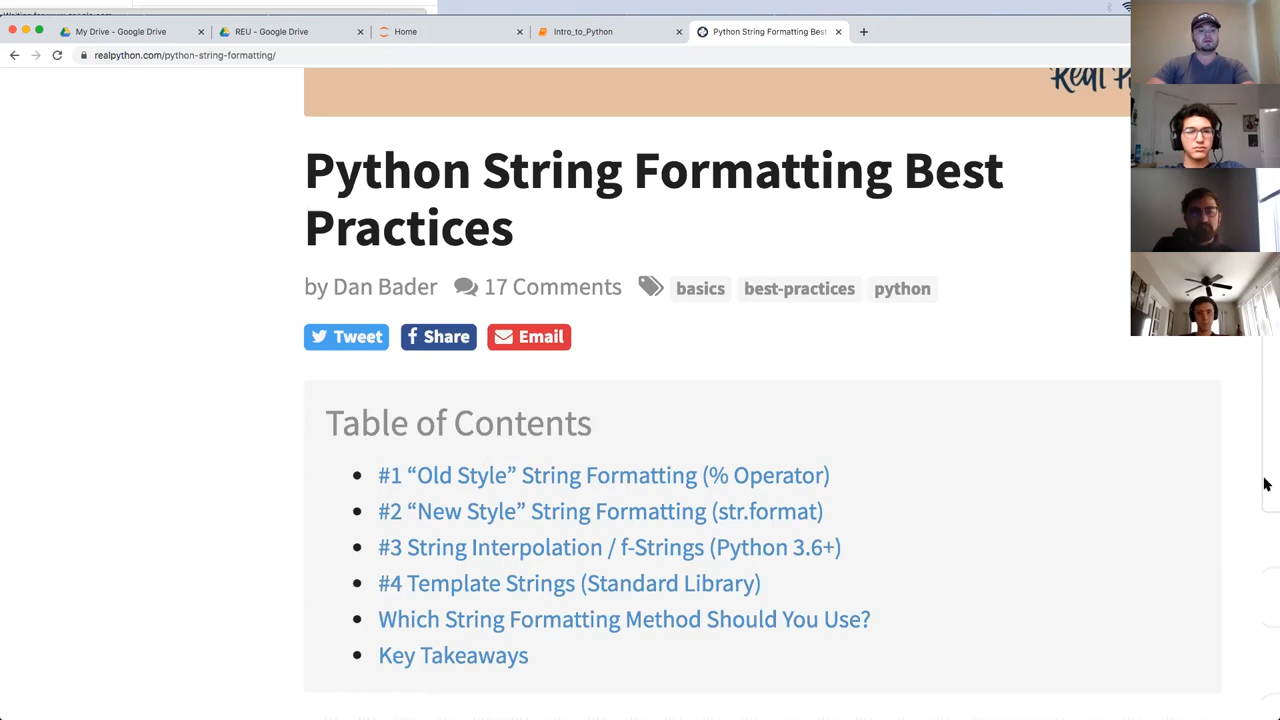 My Drive - Google Drive
REU - Google Drive
Home
Intro_to_Python
Python String Formatting Best
realpython.com/python-string-formatting/
Real
Python String Formatting Best
Practices
by Dan Bader 17 Comments basics best-practices python
Tweet Share Email
Table of Contents
#1 “Old Style” String Formatting (% Operator)
#2 “New Style” String Formatting (str.format)
#3 String Interpolation / f-Strings (Python 3.6+)
#4 Template Strings (Standard Library)
Which String Formatting Method Should You Use?
Key Takeaways